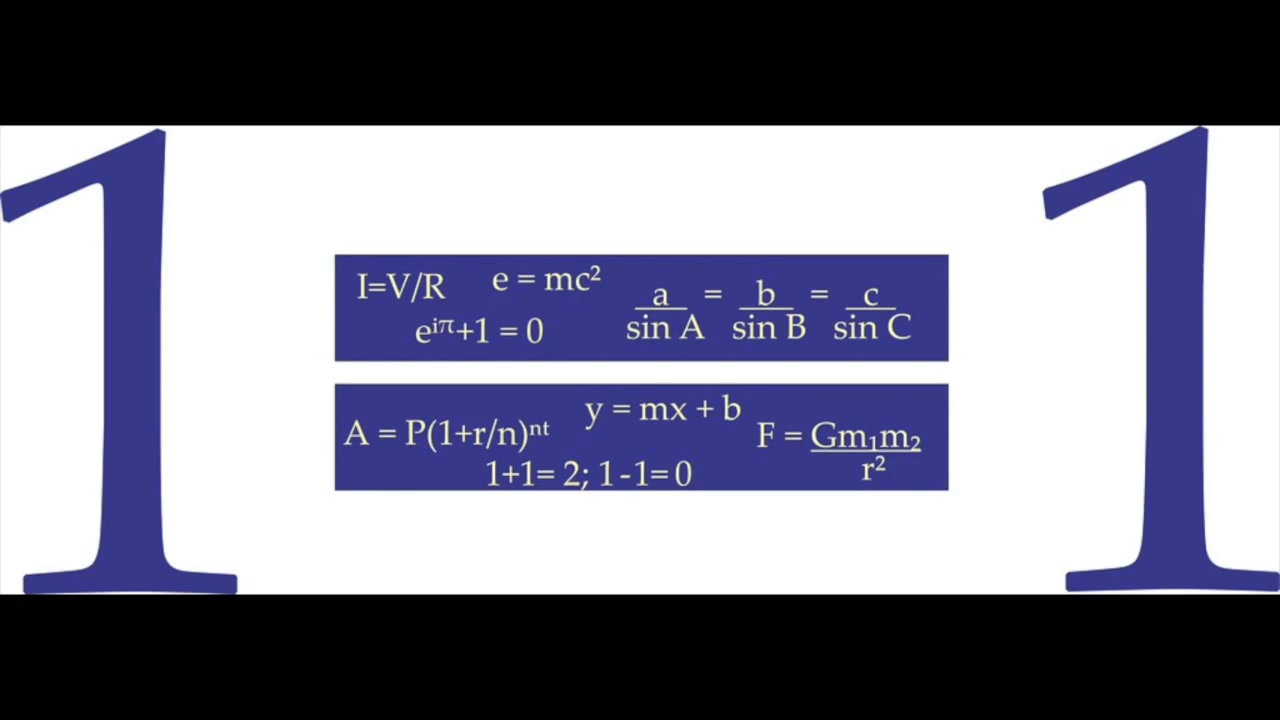 1 1
I=V/R e = mc² a/sin A = b/sin B = c/sin C
e^iπ+1 = 0
A = P(1+r/n)^nt y = mx + b F = Gm₁m₂/r²
1+1= 2; 1-1= 0